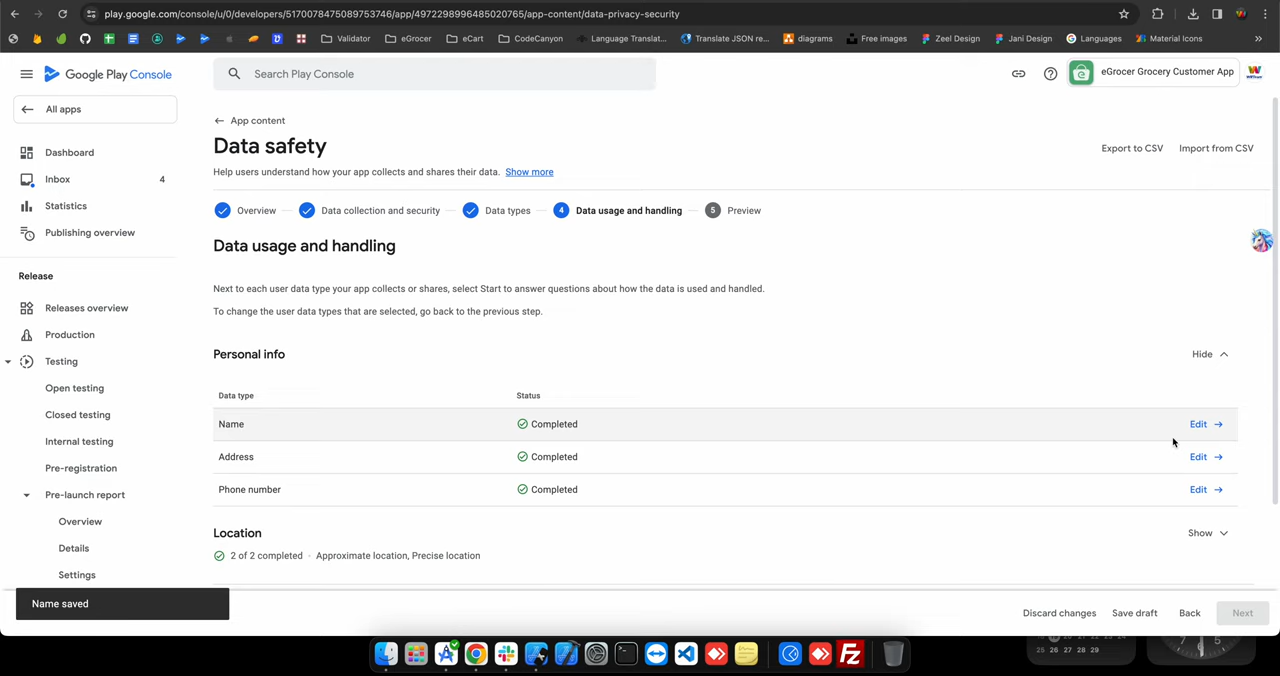 play.google.com/console/u/0/developers/5170078475089753746/app/4972298996485020765/app-content/data-privacy-security
Validator
eGrocer
eCart
CodeCanyon
Language Translat...
Translate JSON re...
diagrams
Free images
Zeel Design
Jani Design
Languages
Material Icons
»
Google Play Console
Search Play Console
eGrocer Grocery Customer App
All apps
Dashboard
Inbox 4
Statistics
Publishing overview
Release
Releases overview
Production
Testing
Open testing
Closed testing
Internal testing
Pre-registration
Pre-launch report
Overview
Details
Settings
Name saved
App content
Data safety
Export to CSV
Import from CSV
Help users understand how your app collects and shares their data. Show more
Overview
Data collection and security
Data types
4 Data usage and handling
5 Preview
Data usage and handling
Next to each user data type your app collects or shares, select Start to answer questions about how the data is used and handled.
To change the user data types that are selected, go back to the previous step.
Personal info
Hide
Data type Status
Name Completed Edit
Address Completed Edit
Phone number Completed Edit
Location
Show
2 of 2 completed · Approximate location, Precise location
Discard changes
Save draft
Back
Next
25 26 27 28 29